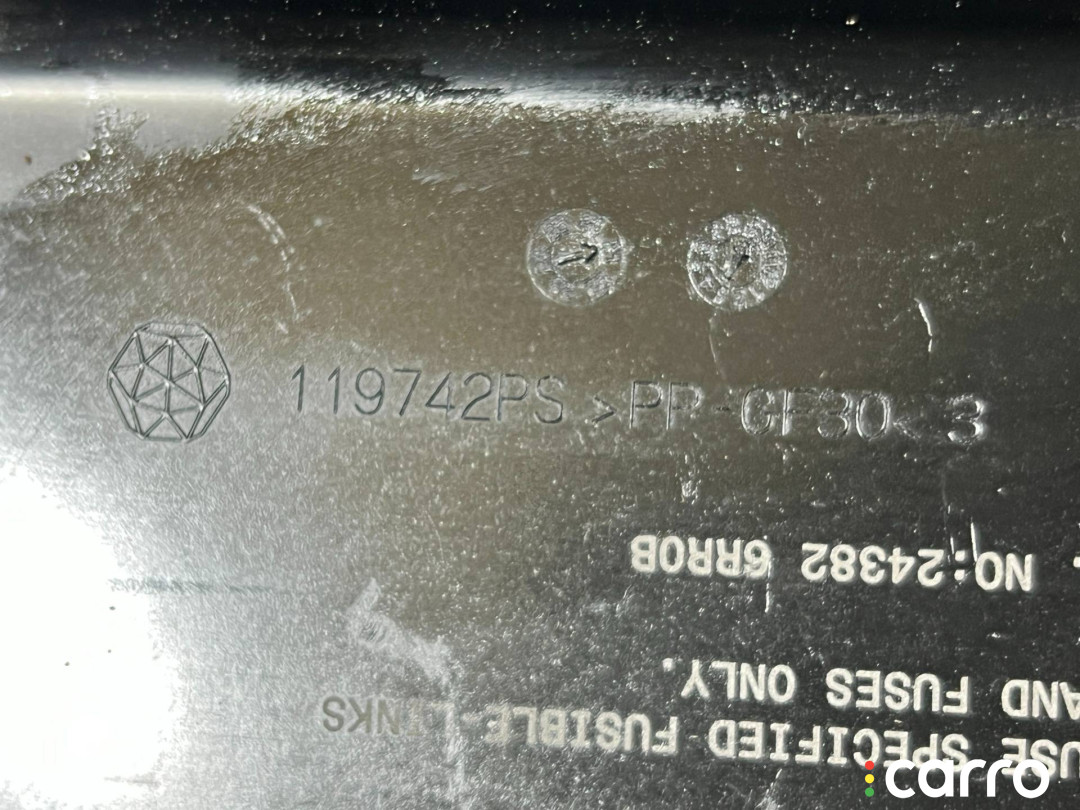 119742PS >PP-GF30< 3
USE SPECIFIED FUSIBLE-LINKS
AND FUSES ONLY.
NO:24382 6RR0B
carro